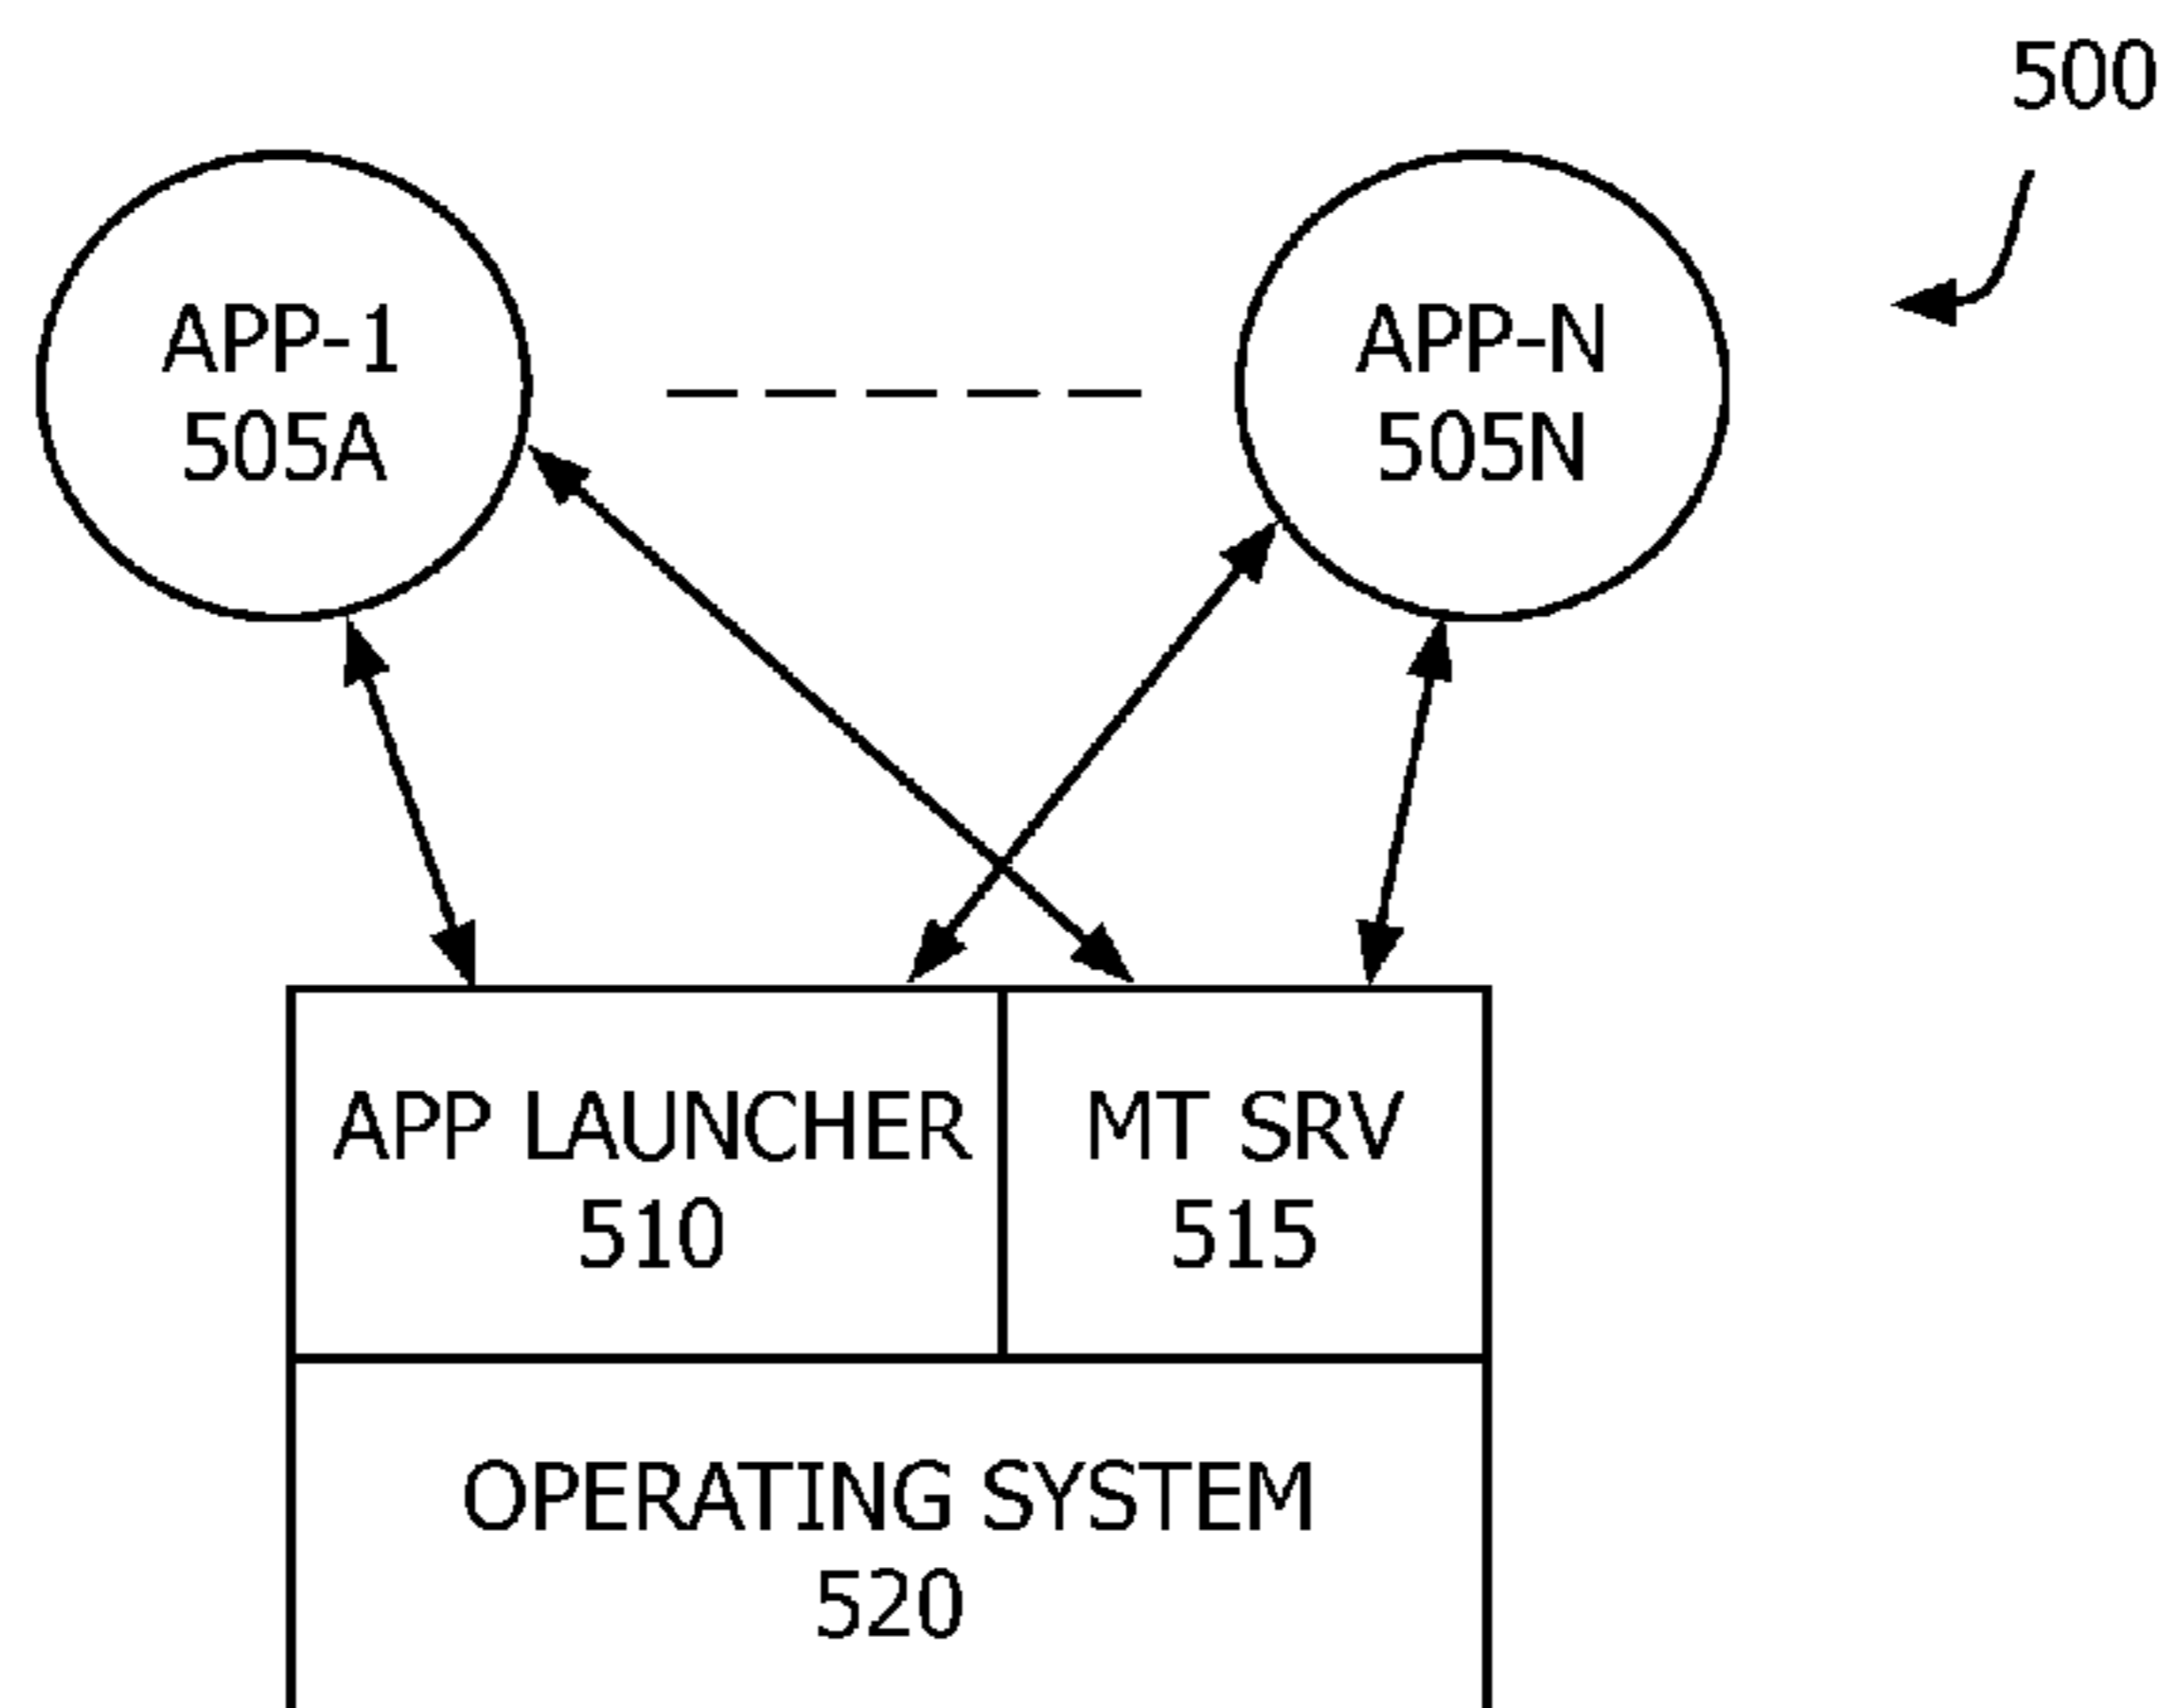 500
APP-1
505A
APP-N
505N
APP LAUNCHER
510
MT SRV
515
OPERATING SYSTEM
520